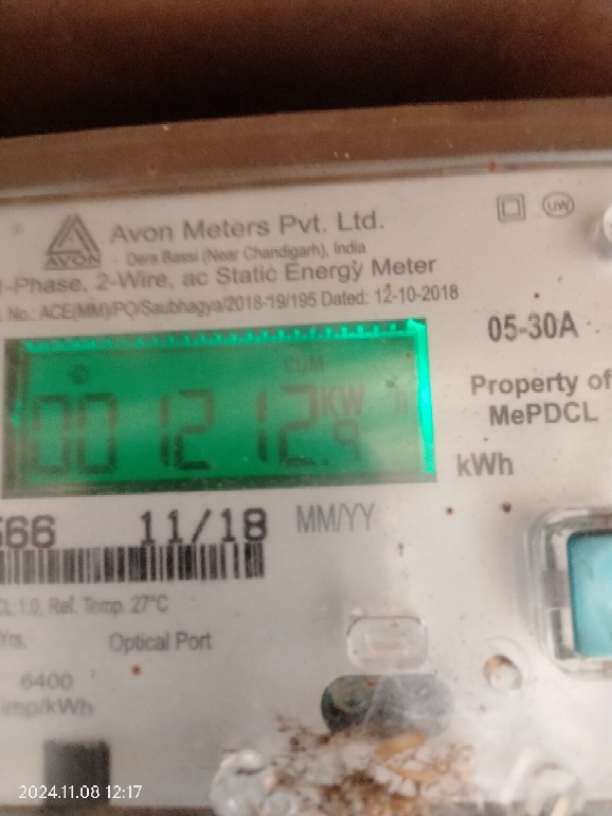 Avon Meters Pvt. Ltd.
AVON
Dera Bassi (Near Chandigarh), India
-Phase, 2-Wire, ac Static Energy Meter
No.: ACE(MM)/PO/Saubhagya/2018-19/195 Dated: 12-10-2018
UW
05-30A
Property of
MePDCL
CUM
001212.9 KW h
kWh
566 11/18 MM/YY
CL 1.0, Ref. Temp. 27°C
Yrs. Optical Port
6400
imp/kWh
2024.11.08 12:17